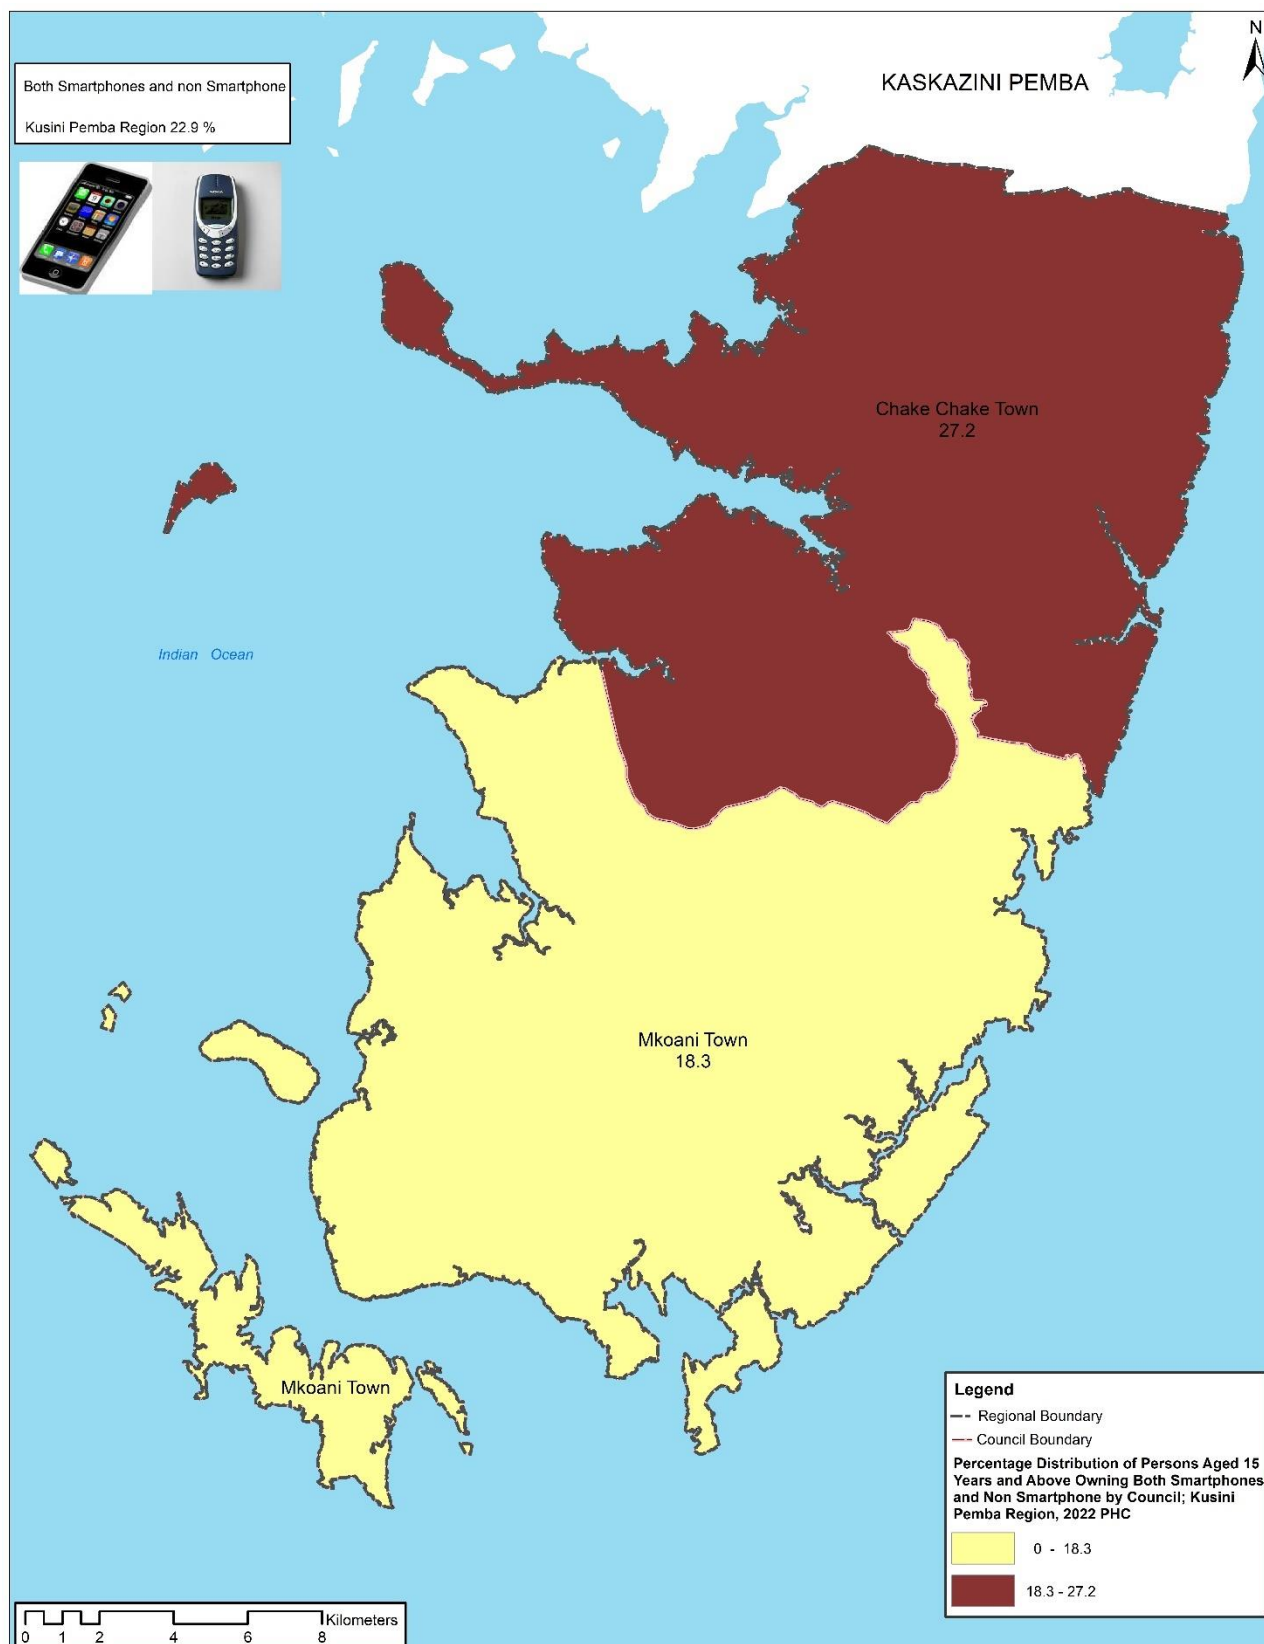 N
KASKAZINI PEMBA
Both Smartphones and non Smartphone
Kusini Pemba Region 22.9 %
Chake Chake Town
27.2
Indian Ocean
Mkoani Town
18.3
Mkoani Town
Legend
Regional Boundary
Council Boundary
Percentage Distribution of Persons Aged 15
Years and Above Owning Both Smartphones
and Non Smartphone by Council; Kusini
Pemba Region, 2022 PHC
0 - 18.3
18.3 - 27.2
Kilometers
0 1 2 4 6 8